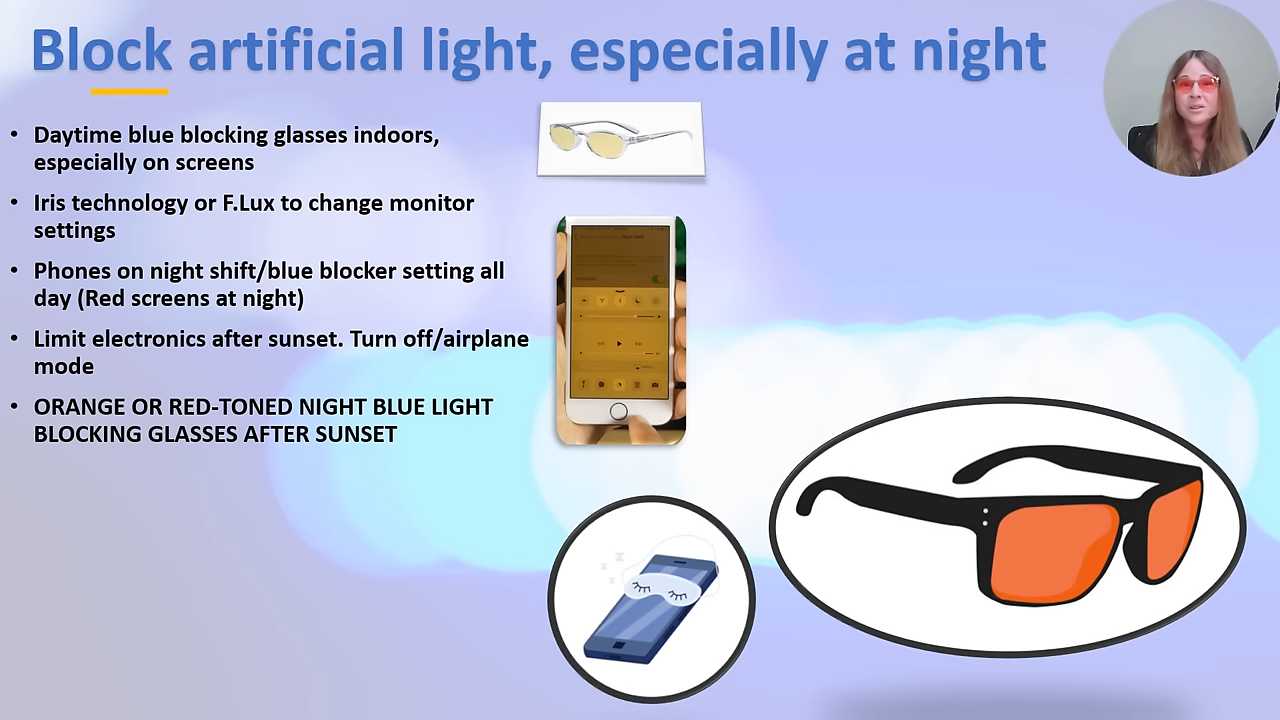 Block artificial light, especially at night
• Daytime blue blocking glasses indoors,
especially on screens
• Iris technology or F.Lux to change monitor
settings
• Phones on night shift/blue blocker setting all
day (Red screens at night)
• Limit electronics after sunset. Turn off/airplane
mode
• ORANGE OR RED-TONED NIGHT BLUE LIGHT
BLOCKING GLASSES AFTER SUNSET
z
z
z